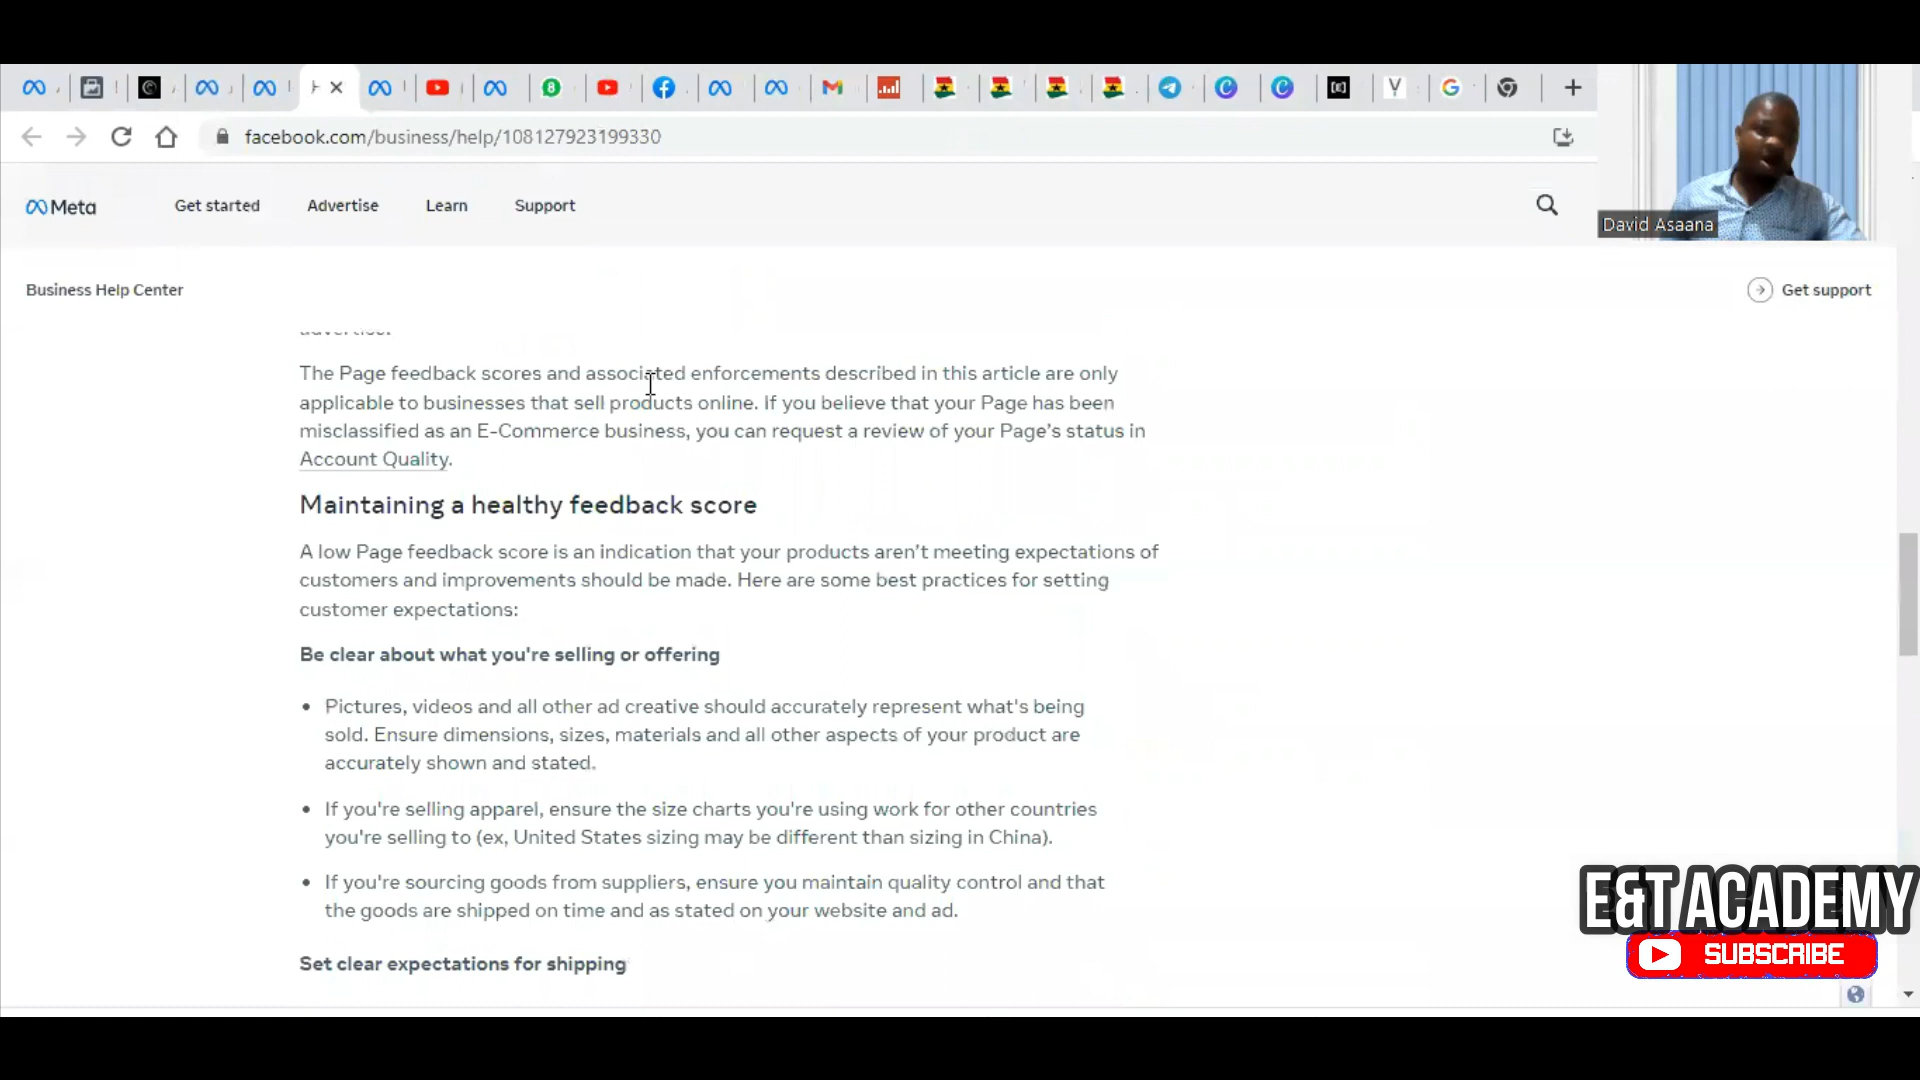 facebook.com/business/help/108127923199330
Meta
Get started
Advertise
Learn
Support
David Asaana
Business Help Center
Get support
The Page feedback scores and associated enforcements described in this article are only
applicable to businesses that sell products online. If you believe that your Page has been
misclassified as an E-Commerce business, you can request a review of your Page's status in
Account Quality.
Maintaining a healthy feedback score
A low Page feedback score is an indication that your products aren't meeting expectations of
customers and improvements should be made. Here are some best practices for setting
customer expectations:
Be clear about what you're selling or offering
• Pictures, videos and all other ad creative should accurately represent what's being
sold. Ensure dimensions, sizes, materials and all other aspects of your product are
accurately shown and stated.
• If you're selling apparel, ensure the size charts you're using work for other countries
you're selling to (ex, United States sizing may be different than sizing in China).
• If you're sourcing goods from suppliers, ensure you maintain quality control and that
the goods are shipped on time and as stated on your website and ad.
Set clear expectations for shipping
E&T ACADEMY
SUBSCRIBE